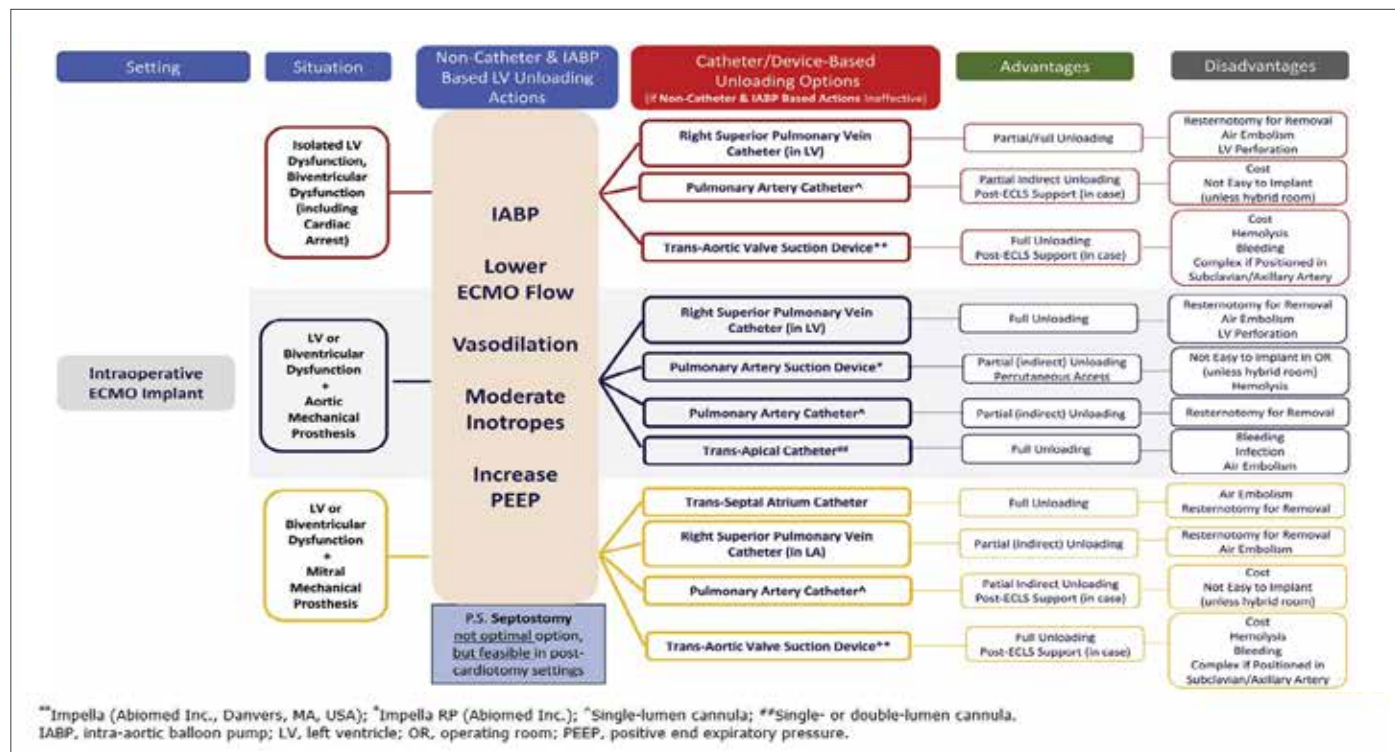 Setting
Situation
Non-Catheter & IABP
Based LV Unloading
Actions
Catheter/Device-Based
Unloading Options
(if Non-Catheter & IABP Based Actions Ineffective)
Advantages
Disadvantages
Intraoperative
ECMO Implant
Isolated LV
Dysfunction,
Biventricular
Dysfunction
(including
Cardiac
Arrest)
LV or
Biventricular
Dysfunction
+
Aortic
Mechanical
Prosthesis
LV or
Biventricular
Dysfunction
+
Mitral
Mechanical
Prosthesis
IABP
Lower
ECMO Flow
Vasodilation
Moderate
Inotropes
Increase
PEEP
P.S. Septostomy
not optimal option,
but feasible in post-
cardiotomy settings
Right Superior Pulmonary Vein
Catheter (in LV)
Partial/Full Unloading
Resternotomy for Removal
Air Embolism
LV Perforation
Pulmonary Artery Catheter^
Partial Indirect Unloading
Post-ECLS Support (in case)
Cost
Not Easy to Implant
(unless hybrid room)
Trans-Aortic Valve Suction Device**
Full Unloading
Post-ECLS Support (in case)
Cost
Hemolysis
Bleeding
Complex if Positioned in
Subclavian/Axillary Artery
Right Superior Pulmonary Vein
Catheter (in LV)
Full Unloading
Resternotomy for Removal
Air Embolism
LV Perforation
Pulmonary Artery Suction Device*
Partial (indirect) Unloading
Percutaneous Access
Not Easy to Implant in OR
(unless hybrid room)
Hemolysis
Pulmonary Artery Catheter^
Partial (indirect) Unloading
Resternotomy for Removal
Trans-Apical Catheter##
Full Unloading
Bleeding
Infection
Air Embolism
Trans-Septal Atrium Catheter
Full Unloading
Air Embolism
Resternotomy for Removal
Right Superior Pulmonary Vein
Catheter (in LA)
Partial (indirect) Unloading
Resternotomy for Removal
Air Embolism
Pulmonary Artery Catheter^
Patial Indirect Unloading
Post-ECLS Support (in case)
Cost
Not Easy to Implant
(unless hybrid room)
Trans-Aortic Valve Suction Device**
Full Unloading
Post-ECLS Support (in case)
Cost
Hemolysis
Bleeding
Complex if Positioned in
Subclavian/Axillary Artery
**Impella (Abiomed Inc., Danvers, MA, USA); *Impella RP (Abiomed Inc.); ^Single-lumen cannula; ##Single- or double-lumen cannula.
IABP, intra-aortic balloon pump; LV, left ventricle; OR, operating room; PEEP, positive end expiratory pressure.